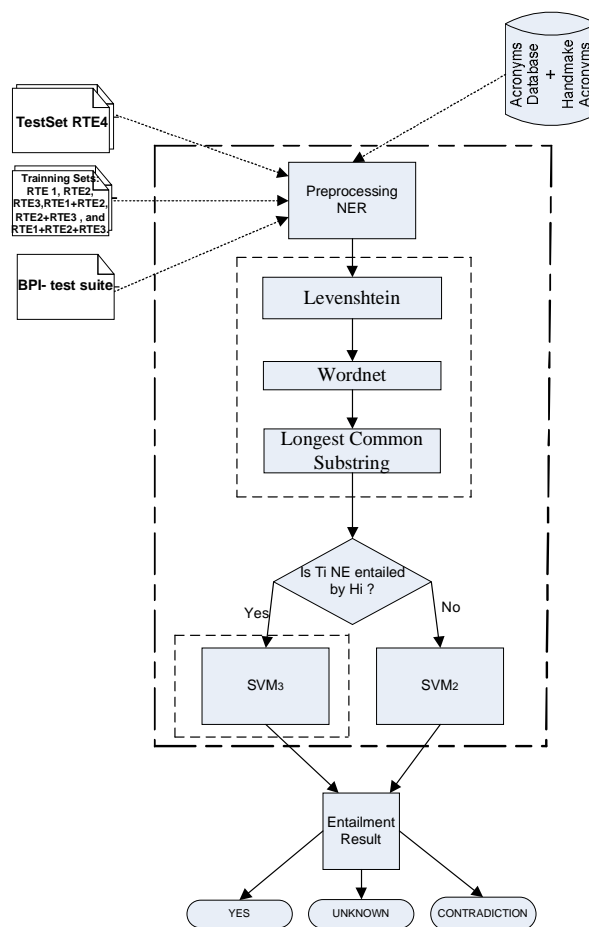 Acronyms
Database
+
Handmake
Acronyms
TestSet RTE4
Trainning Sets:
RTE 1, RTE2,
RTE3,RTE1+RTE2,
RTE2+RTE3 , and
RTE1+RTE2+RTE3.
BPI- test suite
Preprocessing
NER
Levenshtein
Wordnet
Longest Common
Substring
Is Ti NE entailed
by Hi ?
Yes
No
SVM3
SVM2
Entailment
Result
YES
UNKNOWN
CONTRADICTION